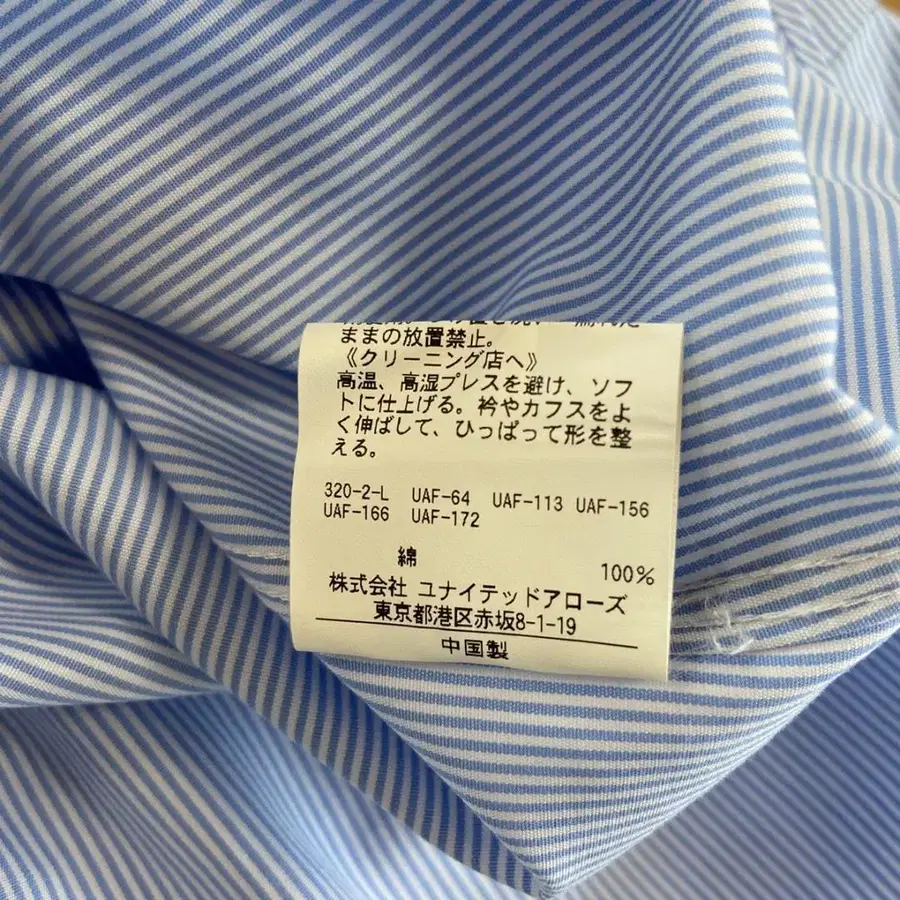 ままの放置禁止。
《クリーニング店へ》
高温、高湿プレスを避け、ソフ
トに仕上げる。衿やカフスをよ
く伸ばして、ひっぱって形を整
える。
320-2-L UAF-64 UAF-113 UAF-156
UAF-166 UAF-172
綿 100%
株式会社 ユナイテッドアローズ
東京都港区赤坂8-1-19
中国製